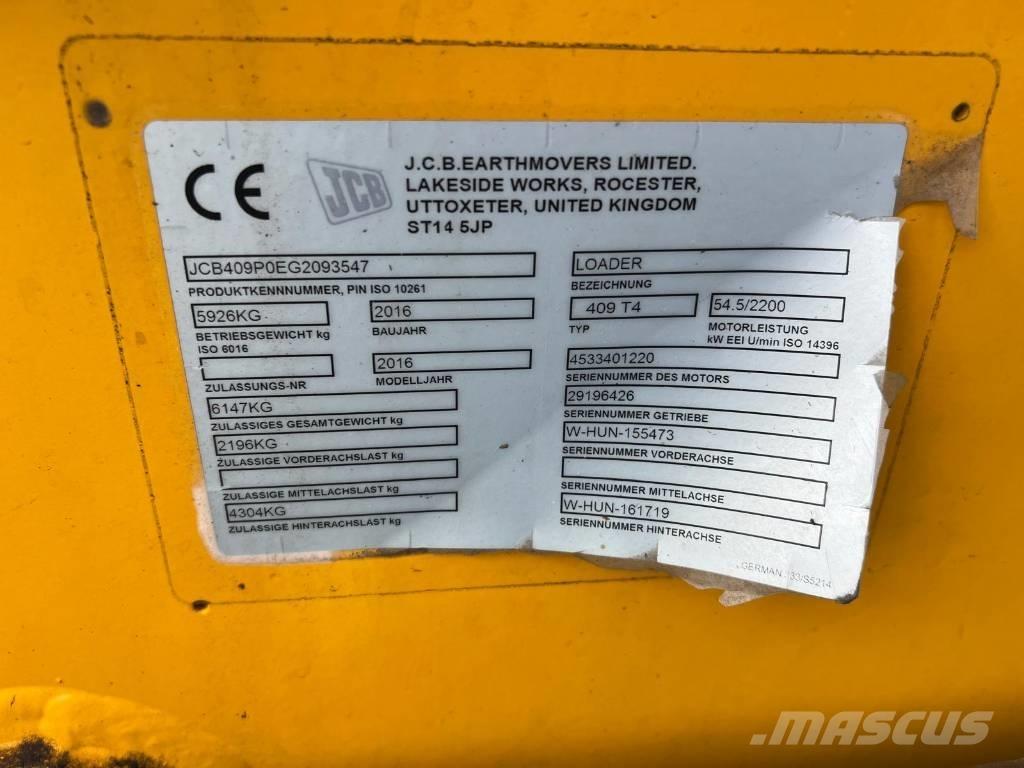 CE
JCB
J.C.B.EARTHMOVERS LIMITED.
LAKESIDE WORKS, ROCESTER,
UTTOXETER, UNITED KINGDOM
ST14 5JP
JCB409P0EG2093547
PRODUKTKENNNUMMER, PIN ISO 10261
5926KG
BETRIEBSGEWICHT kg
ISO 6016
2016
BAUJAHR
ZULASSUNGS-NR
2016
MODELLJAHR
6147KG
ZULASSIGES GESAMTGEWICHT kg
2196KG
ZULASSIGE VORDERACHSLAST kg
ZULASSIGE MITTELACHSLAST kg
4304KG
ZULASSIGE HINTERACHSLAST kg
LOADER
BEZEICHNUNG
409 T4
TYP
54.5/2200
MOTORLEISTUNG
kW EEI U/min ISO 14396
4533401220
SERIENNUMMER DES MOTORS
29196426
SERIENNUMMER GETRIEBE
W-HUN-155473
SERIENNUMMER VORDERACHSE
SERIENNUMMER MITTELACHSE
W-HUN-161719
SERIENNUMMER HINTERACHSE
GERMAN
33/S5214
MASCUS